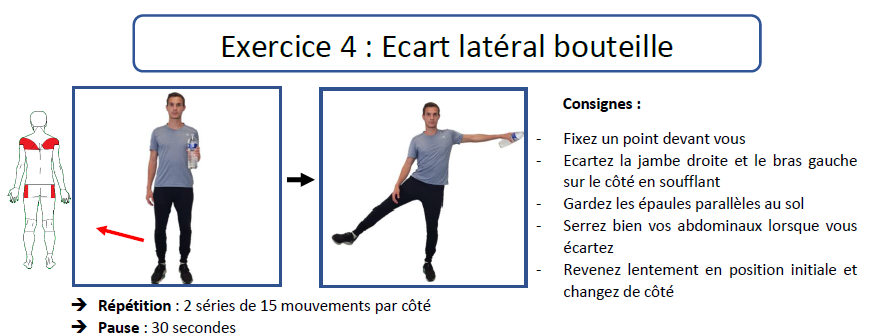 Exercice 4 : Ecart latéral bouteille
Consignes :
- Fixez un point devant vous
- Ecartez la jambe droite et le bras gauche
sur le côté en soufflant
- Gardez les épaules parallèles au sol
- Serrez bien vos abdominaux lorsque vous
écartez
- Revenez lentement en position initiale et
changez de côté
➔ Répétition : 2 séries de 15 mouvements par côté
➔ Pause : 30 secondes